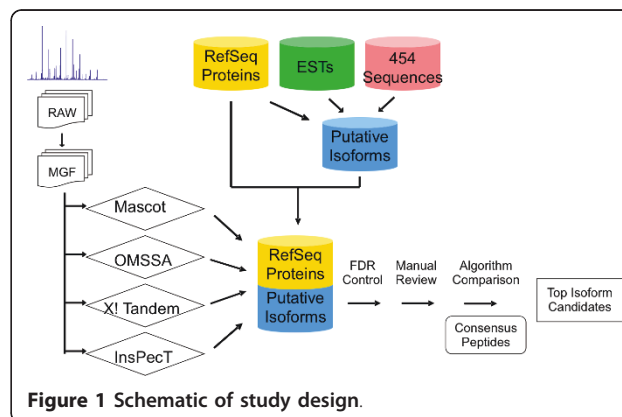 RefSeq
Proteins
ESTs
454
Sequences
RAW
Putative
Isoforms
MGF
Mascot
OMSSA
X! Tandem
InsPecT
RefSeq
Proteins
Putative
Isoforms
FDR
Control
Manual
Review
Algorithm
Comparison
Consensus
Peptides
Top Isoform
Candidates
Figure 1 Schematic of study design.